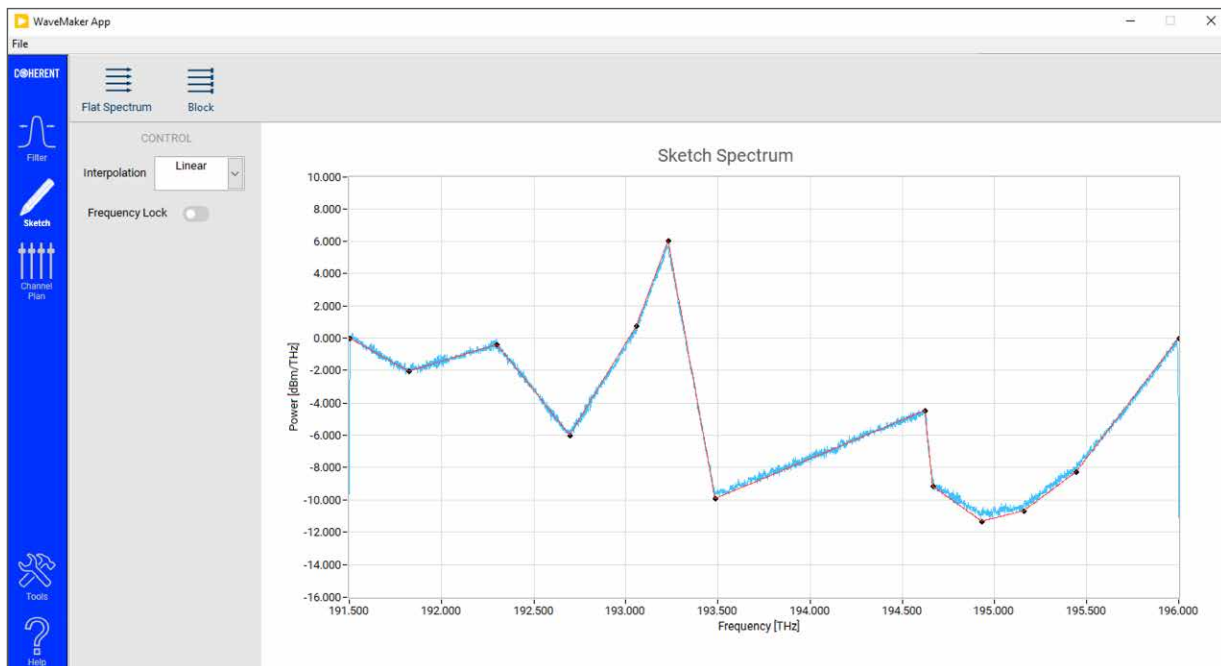 WaveMaker App
File
COHERENT
Flat Spectrum
Block
Filler
Sketch
Channel
Plan
Tools
Help
CONTROL
Interpolation
Linear
Frequency Lock
Sketch Spectrum
10.000
8.000
6.000
4.000
2.000
0.000
-2.000
-4.000
-6.000
-8.000
-10.000
-12.000
-14.000
-16.000
Power [dBm/THz]
191.500
192.000
192.500
193.000
193.500
194.000
194.500
195.000
195.500
196.000
Frequency [THz]